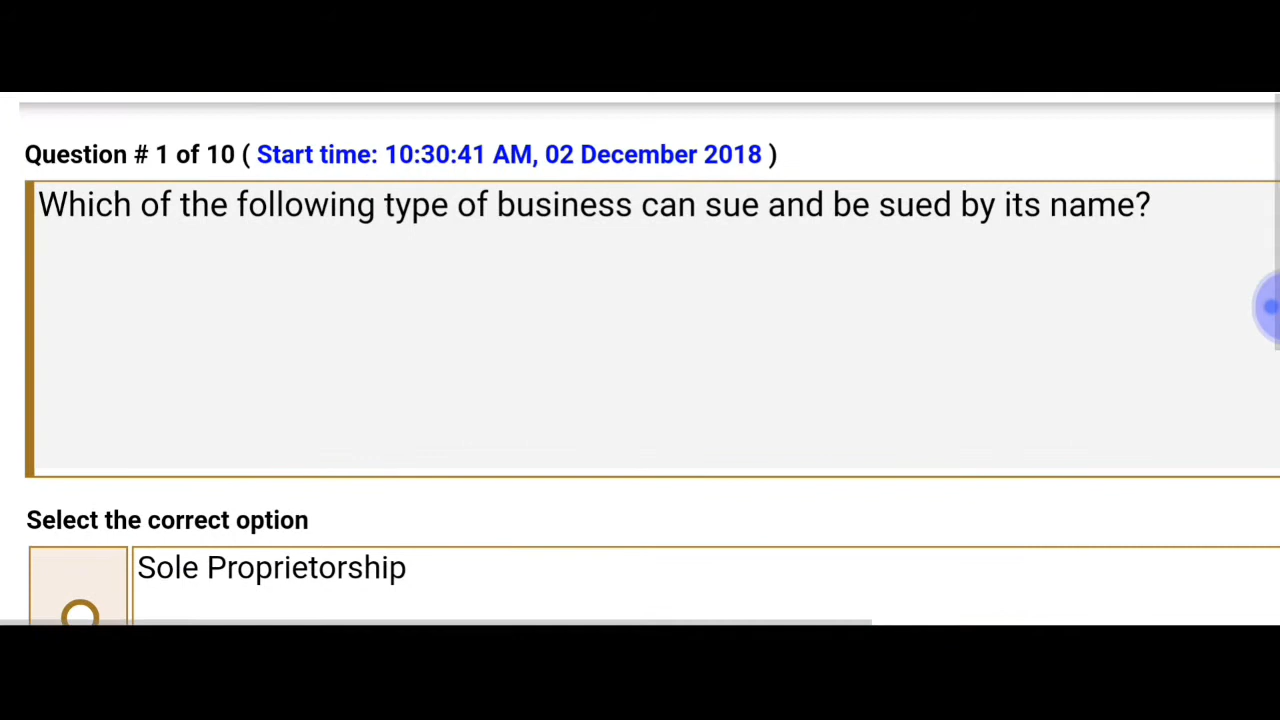 Question # 1 of 10 ( Start time: 10:30:41 AM, 02 December 2018 )
Which of the following type of business can sue and be sued by its name?
Select the correct option
Sole Proprietorship